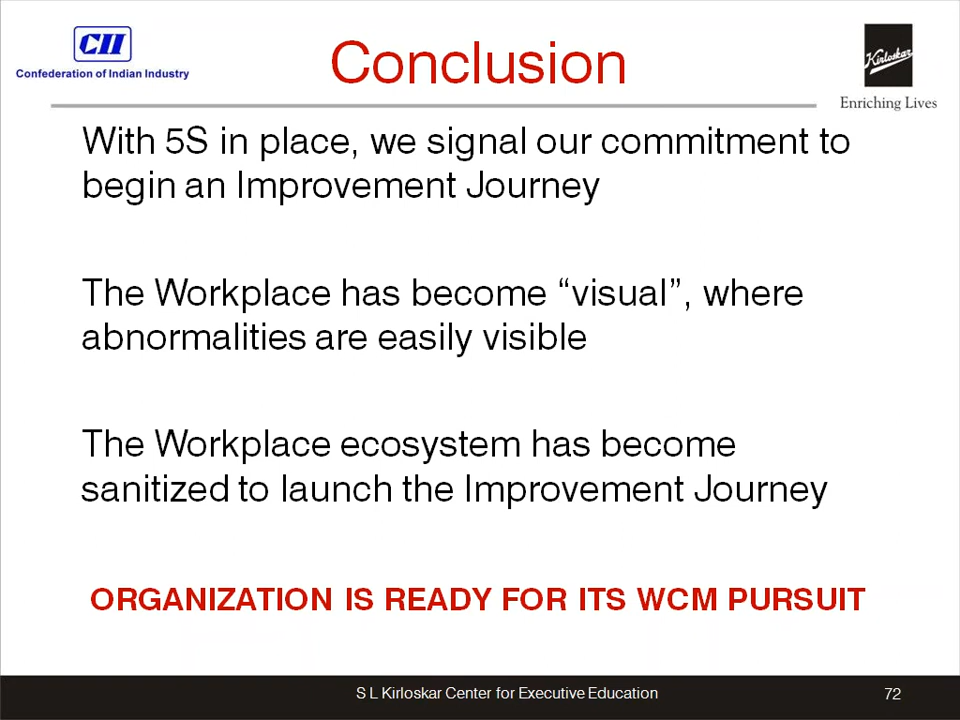 CII
Confederation of Indian Industry
Conclusion
Kirloskar
Enriching Lives
With 5S in place, we signal our commitment to
begin an Improvement Journey
The Workplace has become “visual”, where
abnormalities are easily visible
The Workplace ecosystem has become
sanitized to launch the Improvement Journey
ORGANIZATION IS READY FOR ITS WCM PURSUIT
S L Kirloskar Center for Executive Education
72